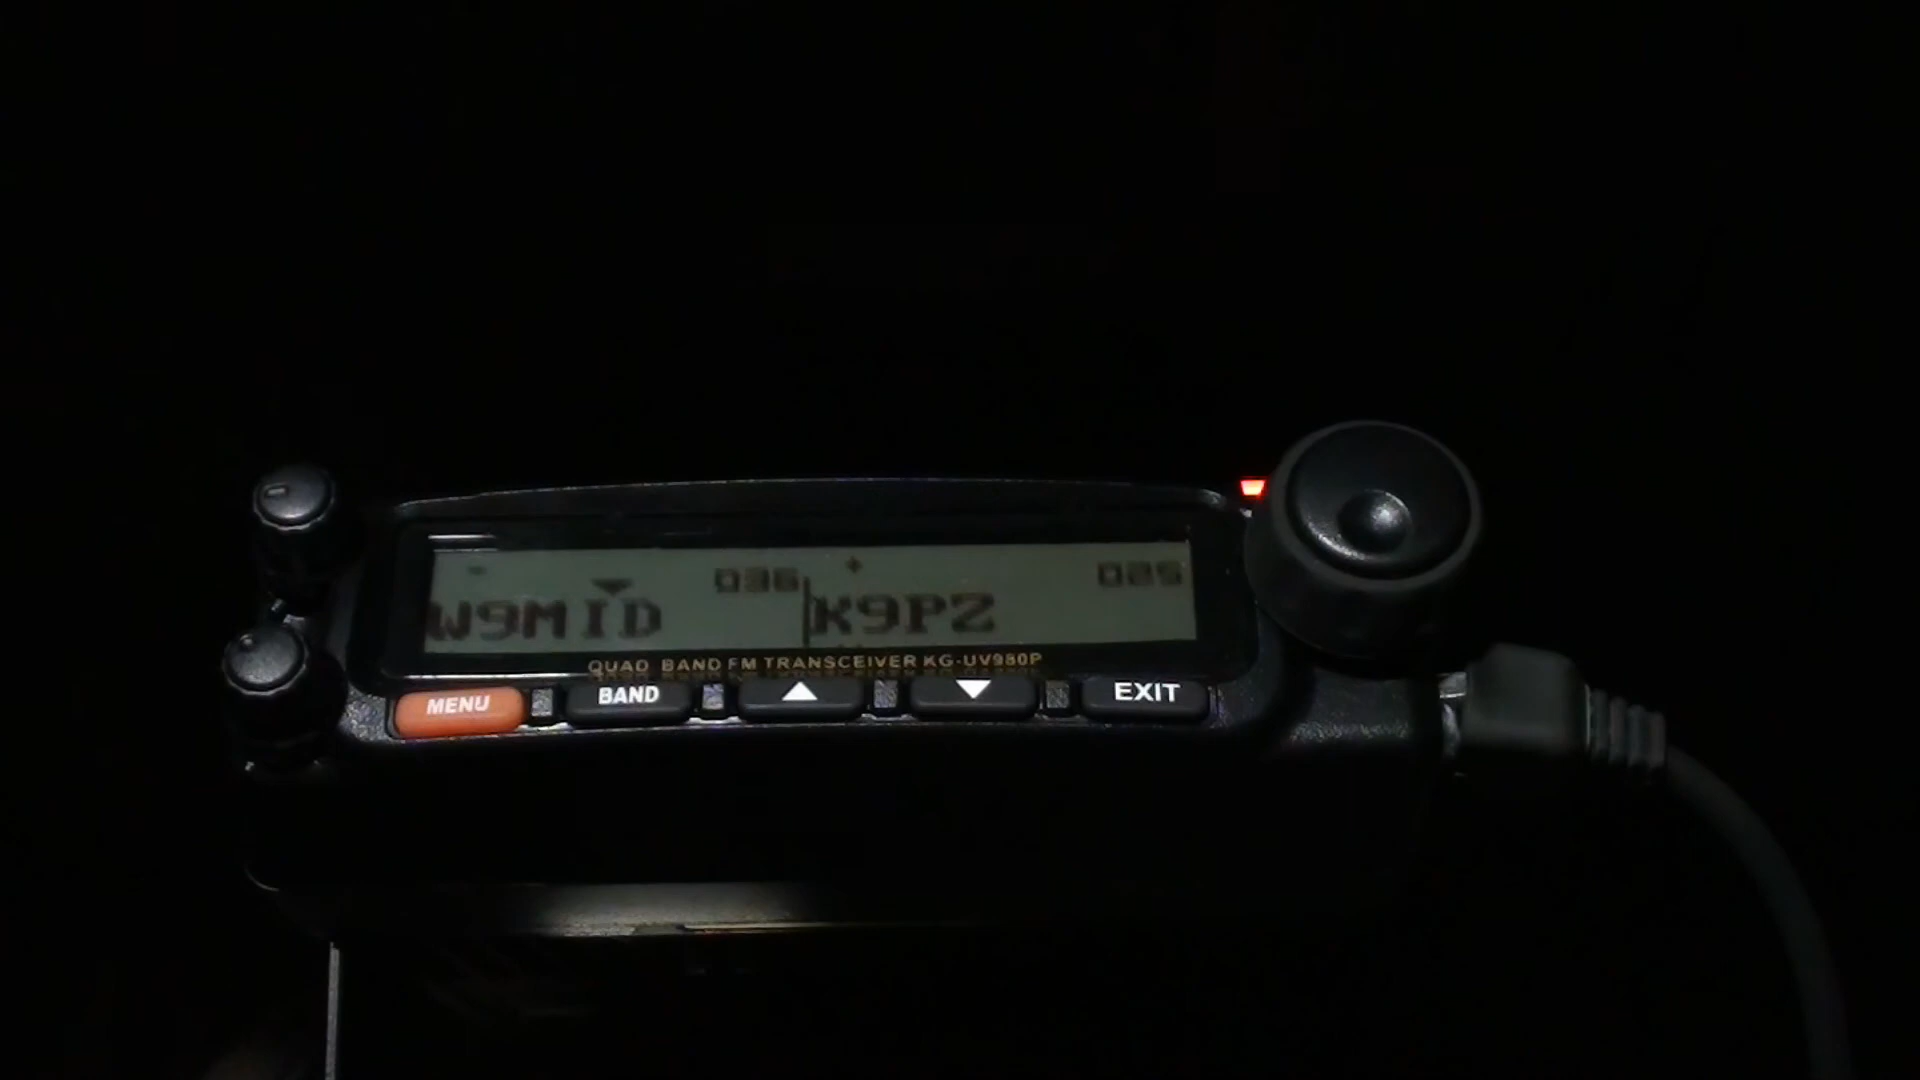 036 025
W9MID K9PZ
QUAD BAND FM TRANSCEIVER KG-UV980P
MENU BAND EXIT